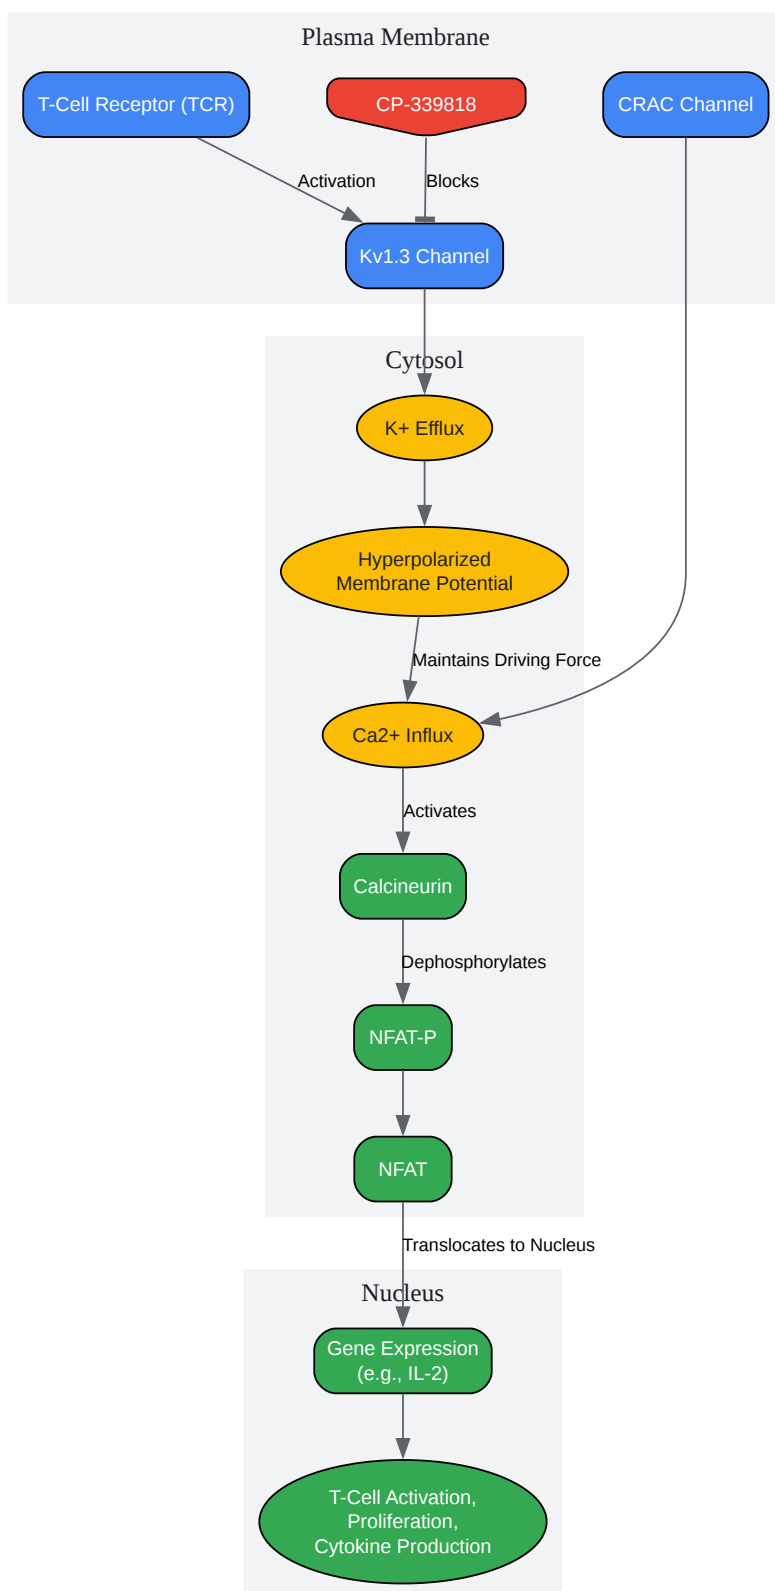 Plasma Membrane
T-Cell Receptor (TCR)
CP-339818
CRAC Channel
Activation
Blocks
Kv1.3 Channel
Cytosol
K+ Efflux
Hyperpolarized
Membrane Potential
Maintains Driving Force
Ca2+ Influx
Activates
Calcineurin
Dephosphorylates
NFAT-P
NFAT
Translocates to Nucleus
Nucleus
Gene Expression
(e.g., IL-2)
T-Cell Activation,
Proliferation,
Cytokine Production